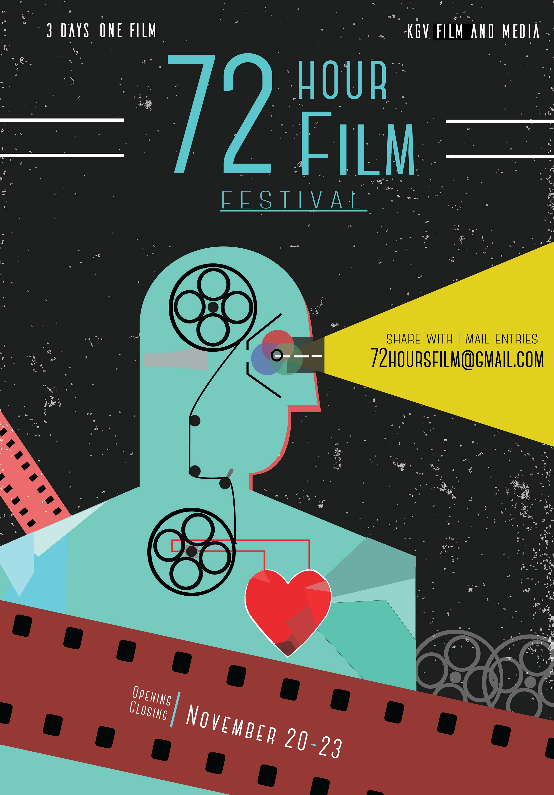 3 DAYS ONE FILM
KGV FILM AND MEDIA
72 HOUR
FILM
FESTIVAL
SHARE WITH | MAIL ENTRIES
72HOURSFILM@GMAIL.COM
OPENING
CLOSING
NOVEMBER 20-23